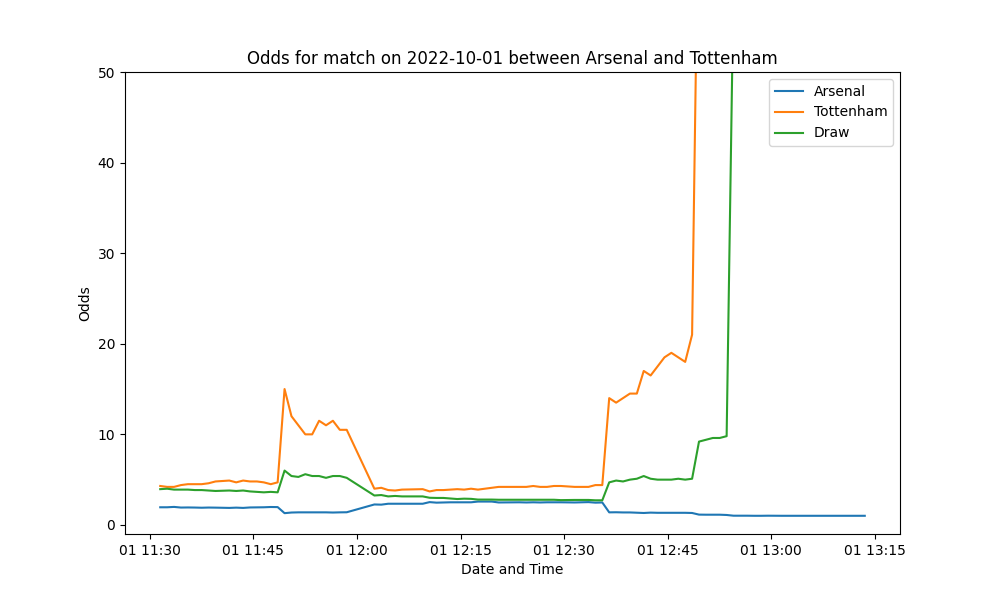 Odds for match on 2022-10-01 between Arsenal and Tottenham
50
40
30
20
10
0
Odds
Arsenal
Tottenham
Draw
01 11:30 01 11:45 01 12:00 01 12:15 01 12:30 01 12:45 01 13:00 01 13:15
Date and Time